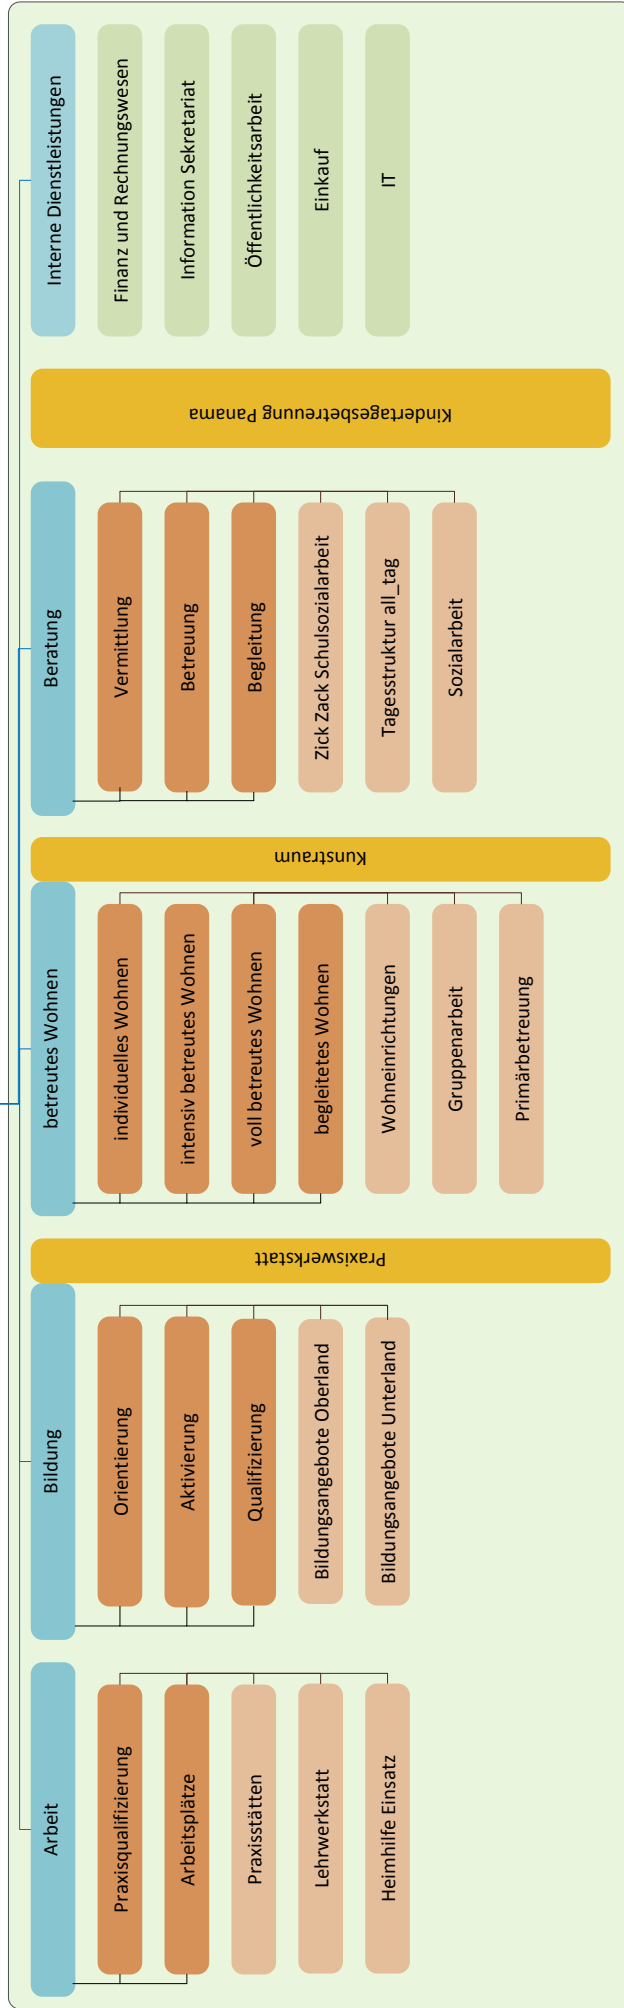 Arbeit
Praxisqualifizierung
Arbeitsplätze
Praxisstätten
Lehrwerkstatt
Heimhilfe Einsatz
Bildung
Orientierung
Aktivierung
Qualifizierung
Bildungsangebote Oberland
Bildungsangebote Unterland
Praxiswerkstatt
betreutes Wohnen
individuelles Wohnen
intensiv betreutes Wohnen
voll betreutes Wohnen
begleitetes Wohnen
Wohneinrichtungen
Gruppenarbeit
Primärbetreuung
Kunstraum
Beratung
Vermittlung
Betreuung
Begleitung
Zick Zack Schulsozialarbeit
Tagesstruktur all_tag
Sozialarbeit
Kindertagesbetreuung Panama
Interne Dienstleistungen
Finanz und Rechnungswesen
Information Sekretariat
Öffentlichkeitsarbeit
Einkauf
IT